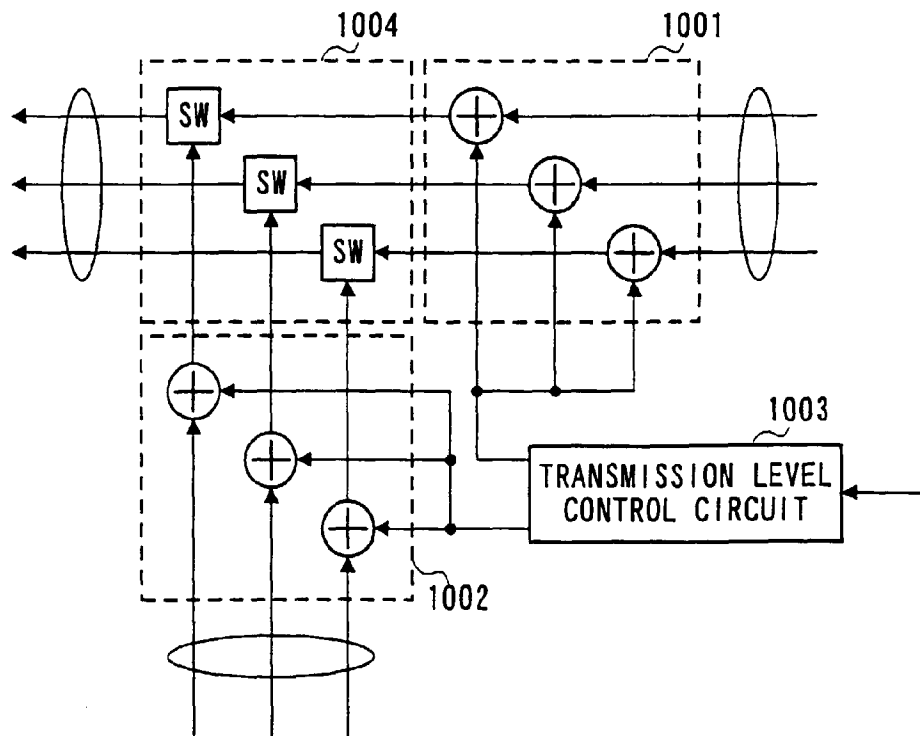 1004
1001
SW
SW
SW
1003
TRANSMISSION LEVEL
CONTROL CIRCUIT
1002